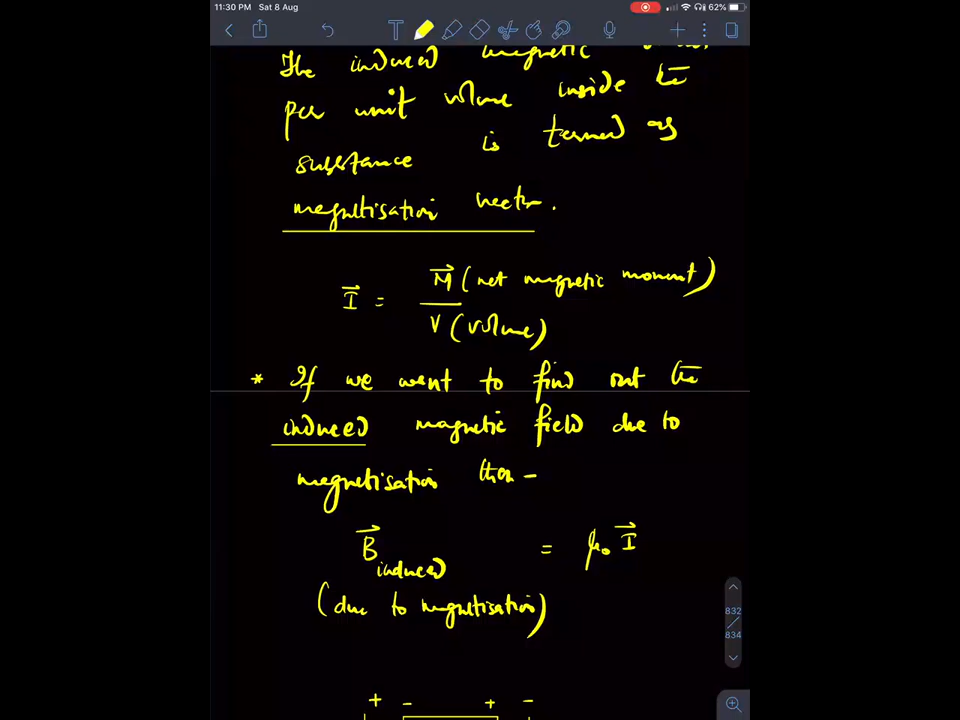 11:30 PM Sat 8 Aug 62%
The induced magnetic
per unit volume inside the
substance is termed as
magnetisation vector.
I⃗ = M⃗ (net magnetic moment)
V (volume)
* If we want to find out the
induced magnetic field due to
magnetisation then -
B⃗ induced = μ₀ I⃗
(due to magnetisation)
832
/
834
+ - + -